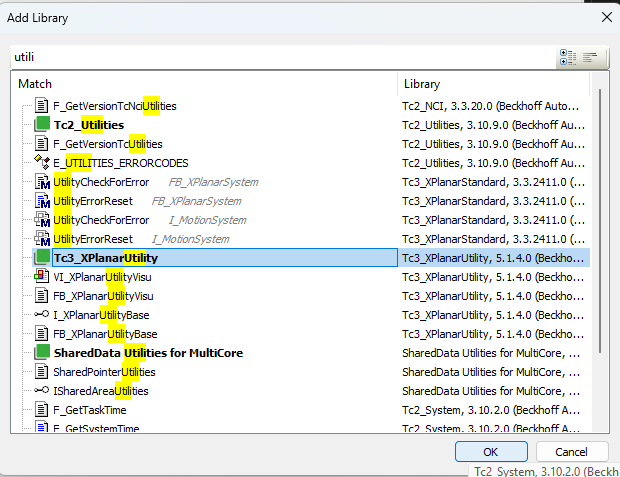 Add Library
utili
Match Library
F_GetVersionTcNciUtilities Tc2_NCI, 3.3.20.0 (Beckhoff Auto...
Tc2_Utilities Tc2_Utilities, 3.10.9.0 (Beckhoff Au...
F_GetVersionTcUtilities Tc2_Utilities, 3.10.9.0 (Beckhoff Au...
E_UTILITIES_ERRORCODES Tc2_Utilities, 3.10.9.0 (Beckhoff Au...
UtilityCheckForError FB_XPlanarSystem Tc3_XPlanarStandard, 3.3.2411.0 (...
UtilityErrorReset FB_XPlanarSystem Tc3_XPlanarStandard, 3.3.2411.0 (...
UtilityCheckForError I_MotionSystem Tc3_XPlanarStandard, 3.3.2411.0 (...
UtilityErrorReset I_MotionSystem Tc3_XPlanarStandard, 3.3.2411.0 (...
Tc3_XPlanarUtility Tc3_XPlanarUtility, 5.1.4.0 (Beckho...
VI_XPlanarUtilityVisu Tc3_XPlanarUtility, 5.1.4.0 (Beckho...
FB_XPlanarUtilityVisu Tc3_XPlanarUtility, 5.1.4.0 (Beckho...
I_XPlanarUtilityBase Tc3_XPlanarUtility, 5.1.4.0 (Beckho...
FB_XPlanarUtilityBase Tc3_XPlanarUtility, 5.1.4.0 (Beckho...
SharedData Utilities for MultiCore SharedData Utilities for MultiCore, ...
SharedPointerUtilities SharedData Utilities for MultiCore, ...
ISharedAreaUtilities SharedData Utilities for MultiCore, ...
F_GetTaskTime Tc2_System, 3.10.2.0 (Beckhoff A...
F_GetSystemTime Tc2_System, 3.10.2.0 (Beckhoff A...
OK Cancel
Tc2_System, 3.10.2.0 (Beckh